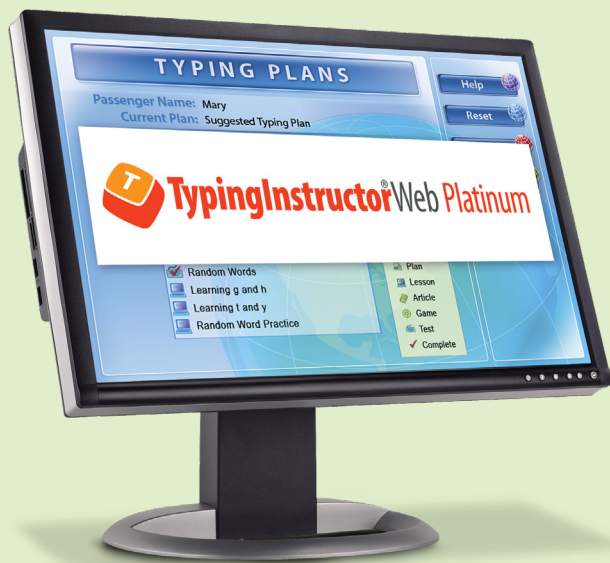 TYPING PLANS
Help
Passenger Name: Mary
Reset
Current Plan: Suggested Typing Plan
T TypingInstructor® Web Platinum
Random Words
Learning g and h
Learning t and y
Random Word Practice
Plan
Lesson
Article
Game
Test
Complete